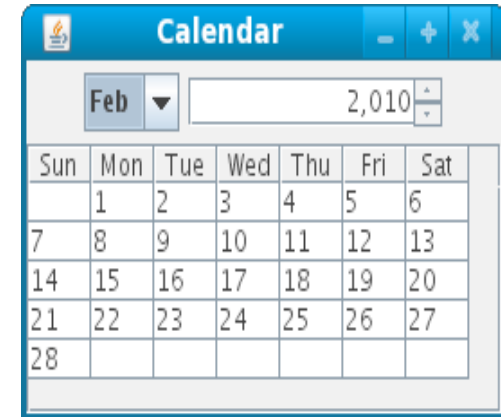 Calendar
Feb 2,010
Sun Mon Tue Wed Thu Fri Sat
1 2 3 4 5 6
7 8 9 10 11 12 13
14 15 16 17 18 19 20
21 22 23 24 25 26 27
28